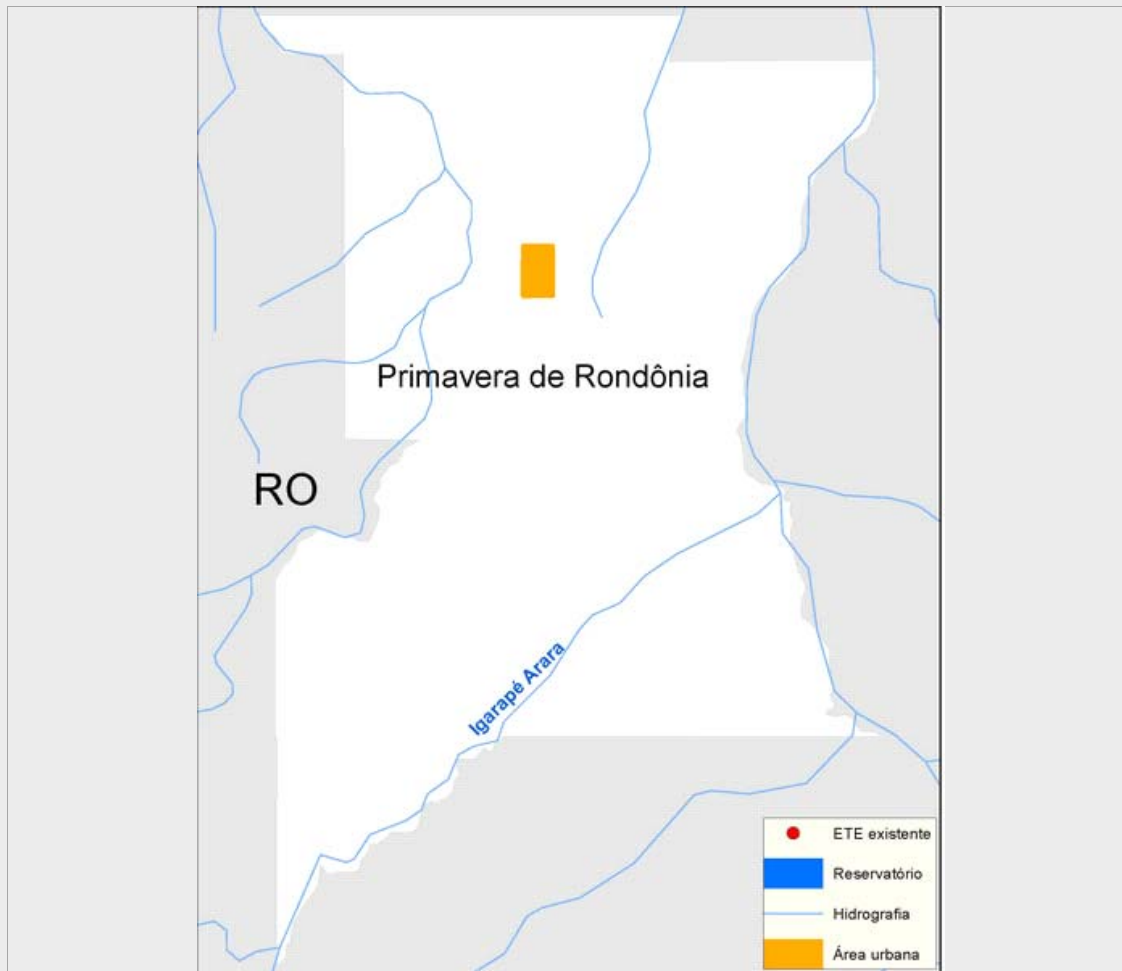 Primavera de Rondônia
RO
Igarapé Arara
ETE existente
Reservatório
Hidrografia
Área urbana